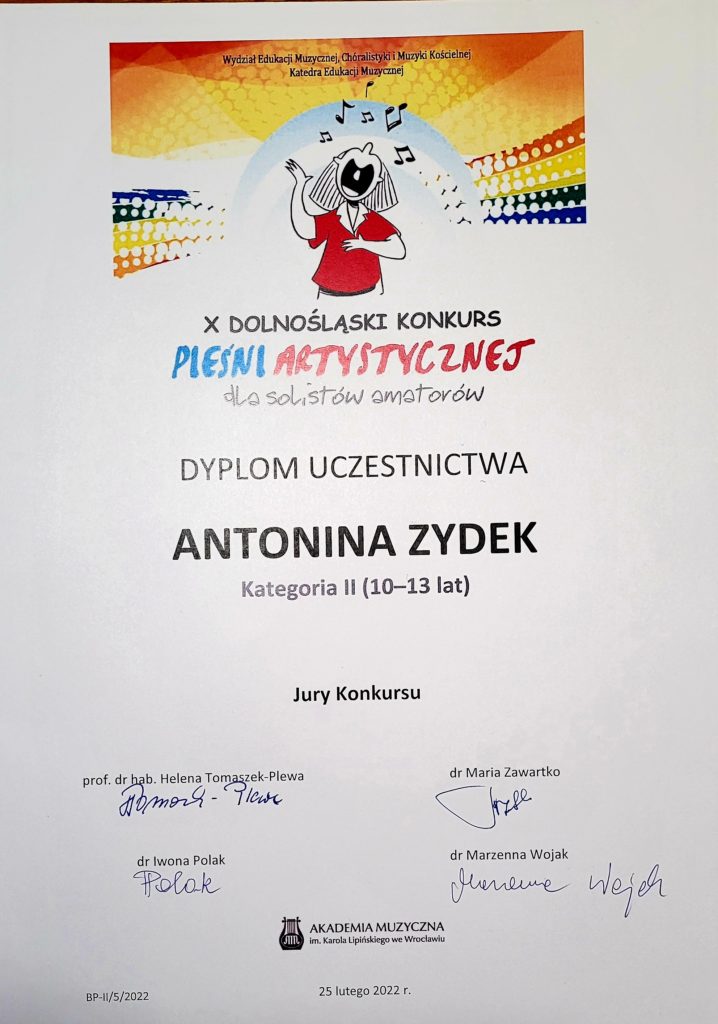 Wydział Edukacji Muzycznej, Chóralistyki i Muzyki Kościelnej
Katedra Edukacji Muzycznej
X DOLNOŚLĄSKI KONKURS
PIEŚNI ARTYSTYCZNEJ
dla solistów amatorów
DYPLOM UCZESTNICTWA
ANTONINA ZYDEK
Kategoria II (10–13 lat)
Jury Konkursu
prof. dr hab. Helena Tomaszek-Plewa
dr Maria Zawartko
dr Iwona Polak
Polak
dr Marzenna Wojak
AKADEMIA MUZYCZNA
im. Karola Lipińskiego we Wrocławiu
BP-II/5/2022
25 lutego 2022 r.